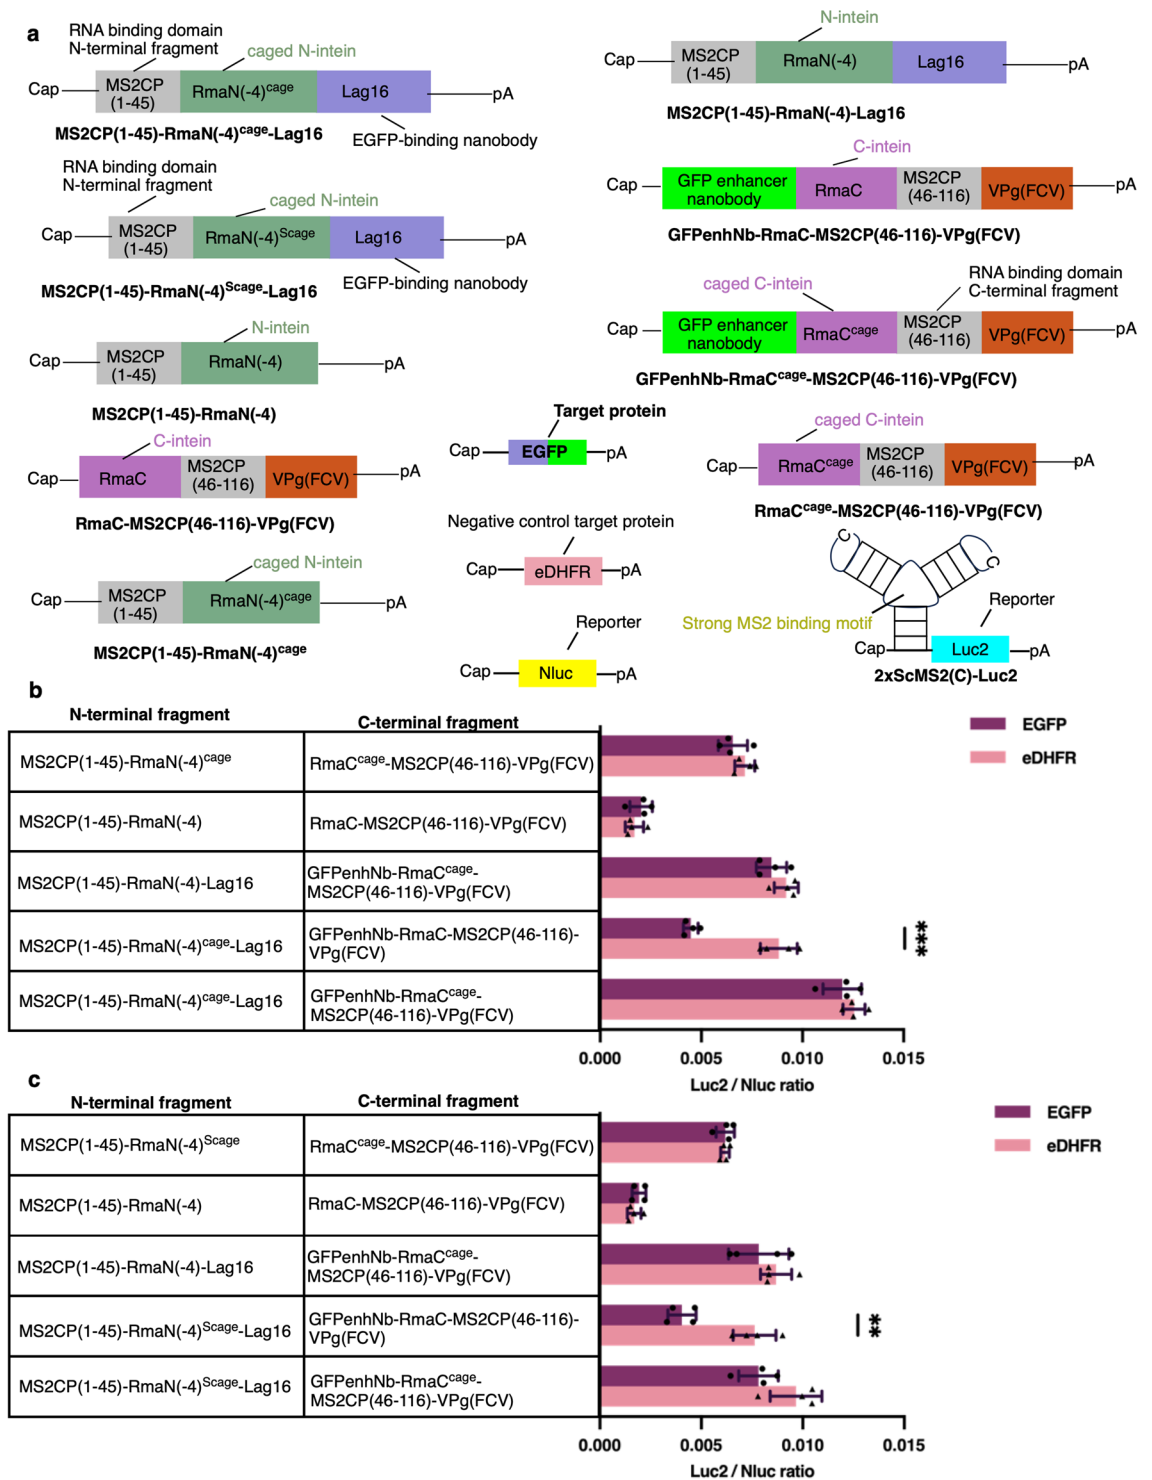 a
RNA binding domain
N-terminal fragment
caged N-intein
Cap
MS2CP
(1-45)
RmaN(-4)cage
Lag16
pA
MS2CP(1-45)-RmaN(-4)cage-Lag16
EGFP-binding nanobody
N-intein
Cap
MS2CP
(1-45)
RmaN(-4)
Lag16
pA
MS2CP(1-45)-RmaN(-4)-Lag16
RNA binding domain
N-terminal fragment
caged N-intein
Cap
MS2CP
(1-45)
RmaN(-4)Scage
Lag16
pA
MS2CP(1-45)-RmaN(-4)Scage-Lag16
EGFP-binding nanobody
C-intein
Cap
GFP enhancer
nanobody
RmaC
MS2CP
(46-116)
VPg(FCV)
pA
GFPenhNb-RmaC-MS2CP(46-116)-VPg(FCV)
N-intein
Cap
MS2CP
(1-45)
RmaN(-4)
pA
MS2CP(1-45)-RmaN(-4)
caged C-intein
RNA binding domain
C-terminal fragment
Cap
GFP enhancer
nanobody
RmaCcage
MS2CP
(46-116)
VPg(FCV)
pA
GFPenhNb-RmaCcage-MS2CP(46-116)-VPg(FCV)
C-intein
Cap
RmaC
MS2CP
(46-116)
VPg(FCV)
pA
RmaC-MS2CP(46-116)-VPg(FCV)
Target protein
Cap
EGFP
pA
caged C-intein
Cap
RmaCcage
MS2CP
(46-116)
VPg(FCV)
pA
RmaCcage-MS2CP(46-116)-VPg(FCV)
caged N-intein
Cap
MS2CP
(1-45)
RmaN(-4)cage
pA
MS2CP(1-45)-RmaN(-4)cage
Negative control target protein
Cap
eDHFR
pA
Reporter
Cap
Nluc
pA
C
C
Strong MS2 binding motif
Reporter
Cap
Luc2
pA
2xScMS2(C)-Luc2
b
N-terminal fragment
C-terminal fragment
EGFP
eDHFR
MS2CP(1-45)-RmaN(-4)cage
RmaCcage-MS2CP(46-116)-VPg(FCV)
MS2CP(1-45)-RmaN(-4)
RmaC-MS2CP(46-116)-VPg(FCV)
MS2CP(1-45)-RmaN(-4)-Lag16
GFPenhNb-RmaCcage-
MS2CP(46-116)-VPg(FCV)
MS2CP(1-45)-RmaN(-4)cage-Lag16
GFPenhNb-RmaC-MS2CP(46-116)-
VPg(FCV)
***
MS2CP(1-45)-RmaN(-4)cage-Lag16
GFPenhNb-RmaCcage-
MS2CP(46-116)-VPg(FCV)
0.000 0.005 0.010 0.015
Luc2 / Nluc ratio
c
N-terminal fragment
C-terminal fragment
EGFP
eDHFR
MS2CP(1-45)-RmaN(-4)Scage
RmaCcage-MS2CP(46-116)-VPg(FCV)
MS2CP(1-45)-RmaN(-4)
RmaC-MS2CP(46-116)-VPg(FCV)
MS2CP(1-45)-RmaN(-4)-Lag16
GFPenhNb-RmaCcage-
MS2CP(46-116)-VPg(FCV)
MS2CP(1-45)-RmaN(-4)Scage-Lag16
GFPenhNb-RmaC-MS2CP(46-116)-
VPg(FCV)
**
MS2CP(1-45)-RmaN(-4)Scage-Lag16
GFPenhNb-RmaCcage-
MS2CP(46-116)-VPg(FCV)
0.000 0.005 0.010 0.015
Luc2 / Nluc ratio